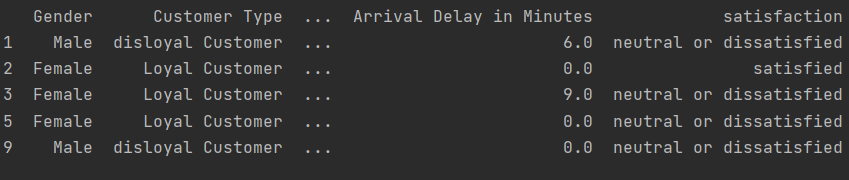 Gender Customer Type ... Arrival Delay in Minutes satisfaction
1 Male disloyal Customer ... 6.0 neutral or dissatisfied
2 Female Loyal Customer ... 0.0 satisfied
3 Female Loyal Customer ... 9.0 neutral or dissatisfied
5 Female Loyal Customer ... 0.0 neutral or dissatisfied
9 Male disloyal Customer ... 0.0 neutral or dissatisfied